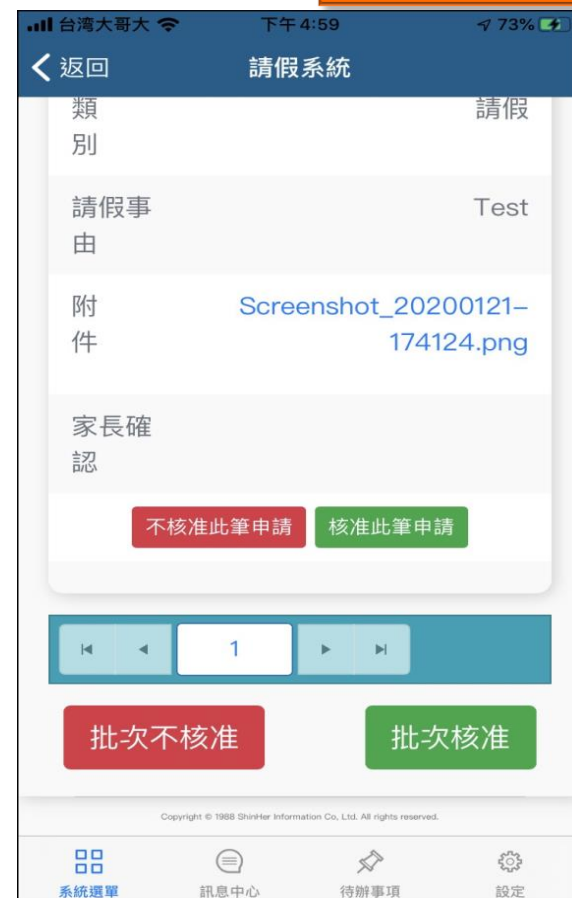 台湾大哥大 下午4:59 73%
返回 請假系統
類 請假
別
請假事 Test
由
附 Screenshot_20200121-
件 174124.png
家長確
認
不核准此筆申請 核准此筆申請
1
批次不核准 批次核准
Copyright © 1988 ShinHer Information Co., Ltd. All rights reserved.
系統選單 訊息中心 待辦事項 設定